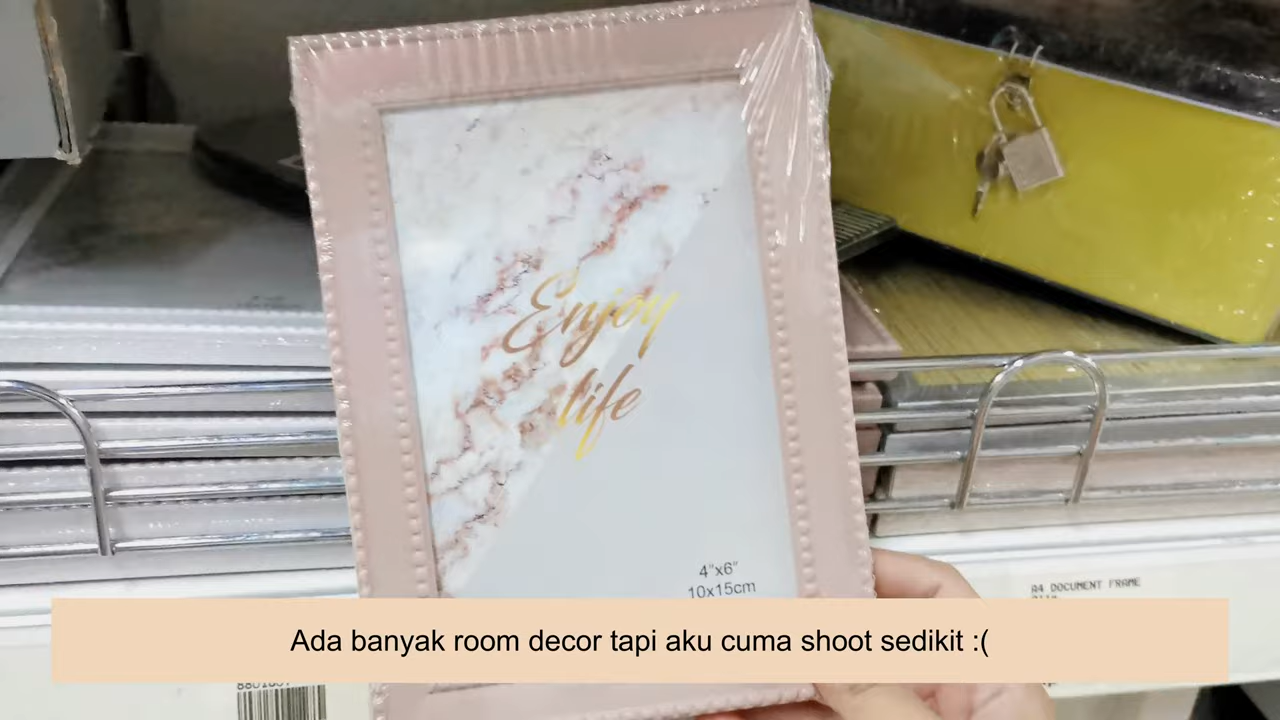 Enjoy
life
4"x6"
10x15cm
A4 DOCUMENT FRAME
Ada banyak room decor tapi aku cuma shoot sedikit :(